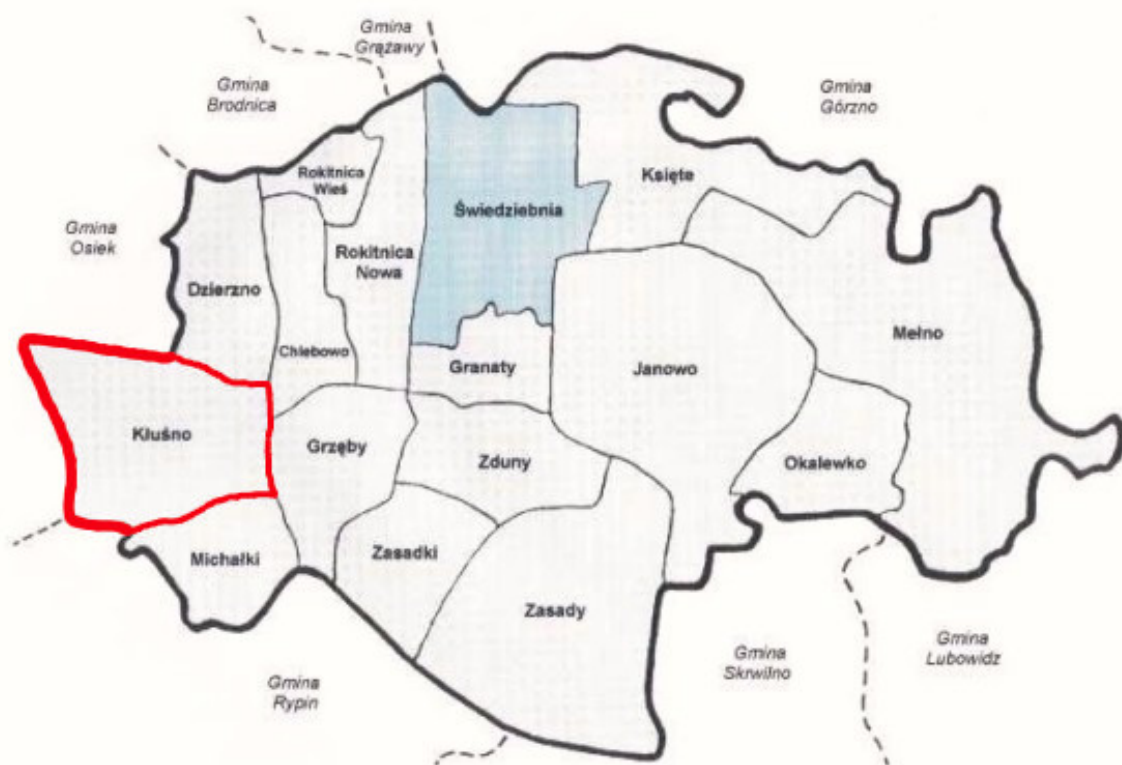 Gmina
Grążawy
Gmina
Brodnica
Gmina
Górzno
Rokitnica
Wieś
Księte
Świedziebnia
Gmina
Osiek
Rokitnica
Nowa
Dzierzno
Mełno
Chlebowo
Granaty
Janowo
Kłuśno
Grzęby
Zduny
Okalewko
Michałki
Zasadki
Zasady
Gmina
Skrwilno
Gmina
Lubowidz
Gmina
Rypin